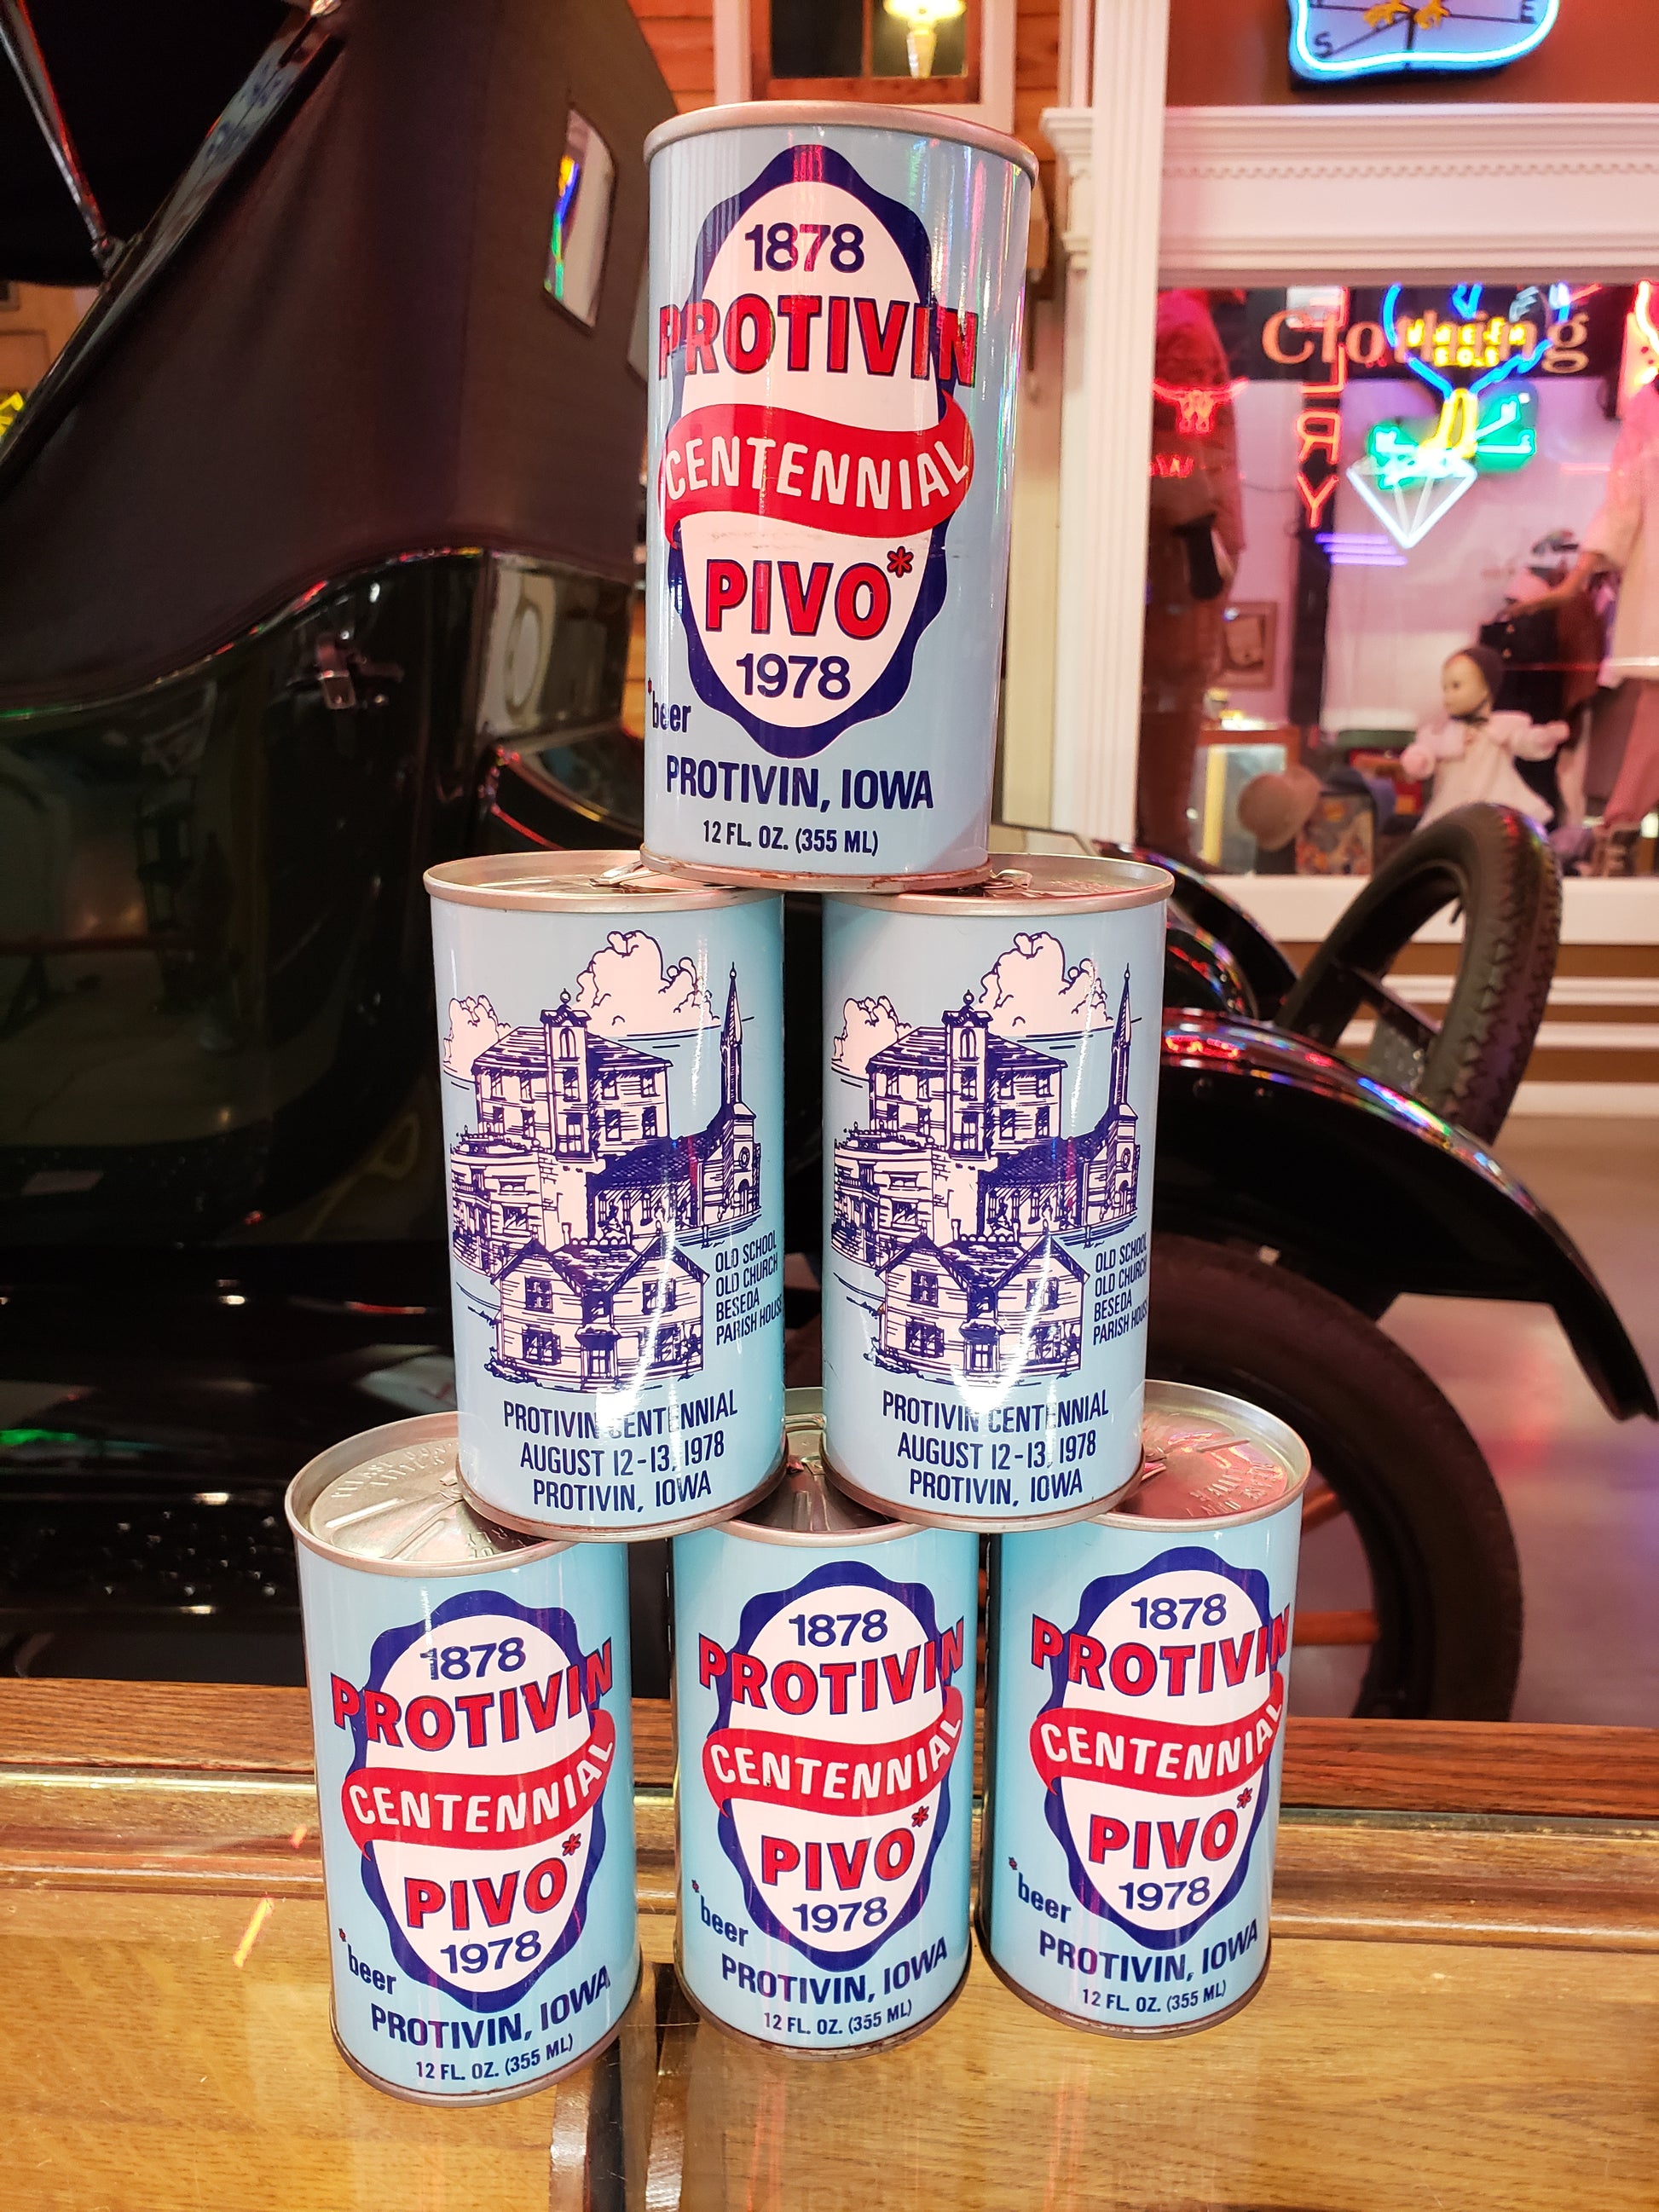 S
E
Clothing
RY
1878
PROTIVIN
CENTENNIAL
PIVO*
1978
*beer
PROTIVIN, IOWA
12 FL. OZ. (355 ML)
OLD SCHOOL
OLD CHURCH
BESEDA
PARISH HOUSE
PROTIVIN CENTENNIAL
AUGUST 12-13, 1978
PROTIVIN, IOWA
OLD SCHOOL
OLD CHURCH
BESEDA
PARISH HOUSE
PROTIVIN CENTENNIAL
AUGUST 12-13, 1978
PROTIVIN, IOWA
1878
PROTIVIN
CENTENNIAL
PIVO*
1978
*beer
PROTIVIN, IOWA
12 FL. OZ. (355 ML)
1878
PROTIVIN
CENTENNIAL
PIVO*
1978
*beer
PROTIVIN, IOWA
12 FL. OZ. (355 ML)
1878
PROTIVIN
CENTENNIAL
PIVO*
1978
*beer
PROTIVIN, IOWA
12 FL. OZ. (355 ML)